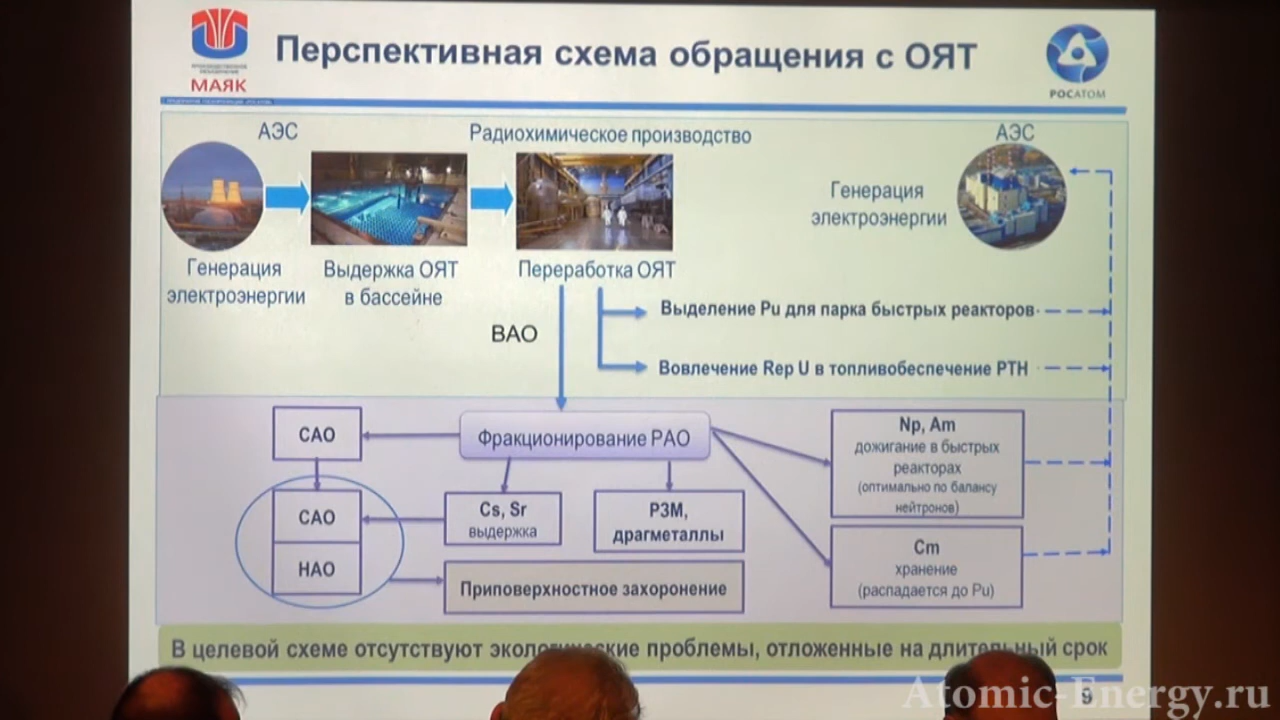 Перспективная схема обращения с ОЯТ
МАЯК
РОСАТОМ
АЭС
Радиохимическое производство
АЭС
Генерация
электроэнергии
Генерация
электроэнергии
Выдержка ОЯТ
в бассейне
Переработка ОЯТ
ВАО
Выделение Pu для парка быстрых реакторов
Вовлечение Rep U в топливобеспечение РТН
САО
Фракционирование РАО
Np, Am
дожигание в быстрых
реакторах
(оптимально по балансу
нейтронов)
САО
НАО
Cs, Sr
выдержка
РЗМ,
драгметаллы
Cm
хранение
(распадается до Pu)
Приповерхностное захоронение
В целевой схеме отсутствуют экологические проблемы, отложенные на длительный срок
9
Atomic-Energy.ru